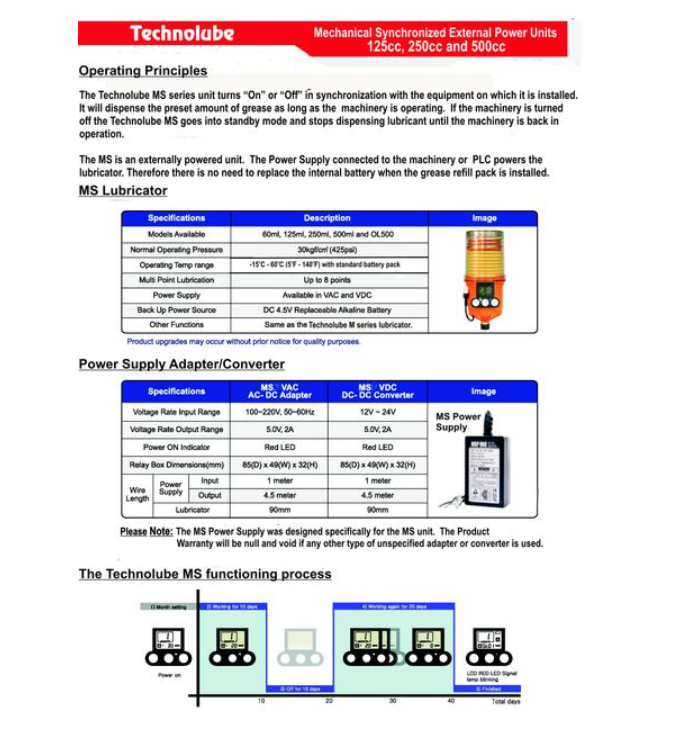 Technolube
Mechanical Synchronized External Power Units
125cc, 250cc and 500cc
Operating Principles
The Technolube MS series unit turns "On" or "Off" in synchronization with the equipment on which it is installed.
It will dispense the preset amount of grease as long as the machinery is operating. If the machinery is turned
off the Technolube MS goes into standby mode and stops dispensing lubricant until the machinery is back in
operation.
The MS is an externally powered unit. The Power Supply connected to the machinery or PLC powers the
lubricator. Therefore there is no need to replace the internal battery when the grease refill pack is installed.
MS Lubricator
Specifications Description Image
Models Available 60ml, 125ml, 250ml, 500ml and OL500
Normal Operating Pressure 30kgf/cm² (425psi)
Operating Temp range -15°C - 60°C (5°F - 140°F) with standard battery pack
Multi Point Lubrication Up to 8 points
Power Supply Available in VAC and VDC
Back Up Power Source DC 4.5V Replaceable Alkaline Battery
Other Functions Same as the Technolube M series lubricator.
Product upgrades may occur without prior notice for quality purposes.
Power Supply Adapter/Converter
Specifications MS VAC AC- DC Adapter MS VDC DC- DC Converter Image
Voltage Rate Input Range 100~220V, 50~60Hz 12V ~ 24V
Voltage Rate Output Range 5.0V, 2A 5.0V, 2A
Power ON Indicator Red LED Red LED
Relay Box Dimensions(mm) 85(D) x 49(W) x 32(H) 85(D) x 49(W) x 32(H)
Wire Length Power Supply Input 1 meter 1 meter
Output 4.5 meter 4.5 meter
Lubricator 90mm 90mm
MS Power
Supply
Please Note: The MS Power Supply was designed specifically for the MS unit. The Product
Warranty will be null and void if any other type of unspecified adapter or converter is used.
The Technolube MS functioning process
1) Month setting
2) Working for 10 days
4) Working again for 20 days
Power on
LCD RED LED Signal
lamp blinking
3) Off for 10 days
5) Finished
10 20 30 40 Total days